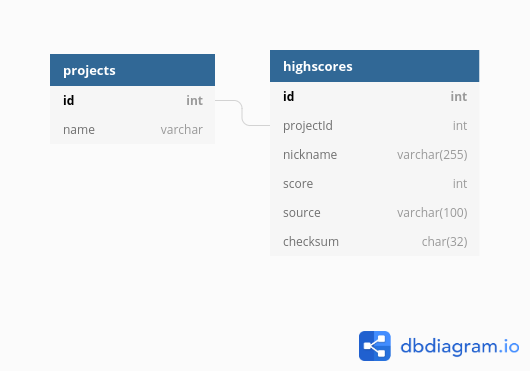 projects
id int
name varchar
highscores
id int
projectId int
nickname varchar(255)
score int
source varchar(100)
checksum char(32)
dbdiagram.io